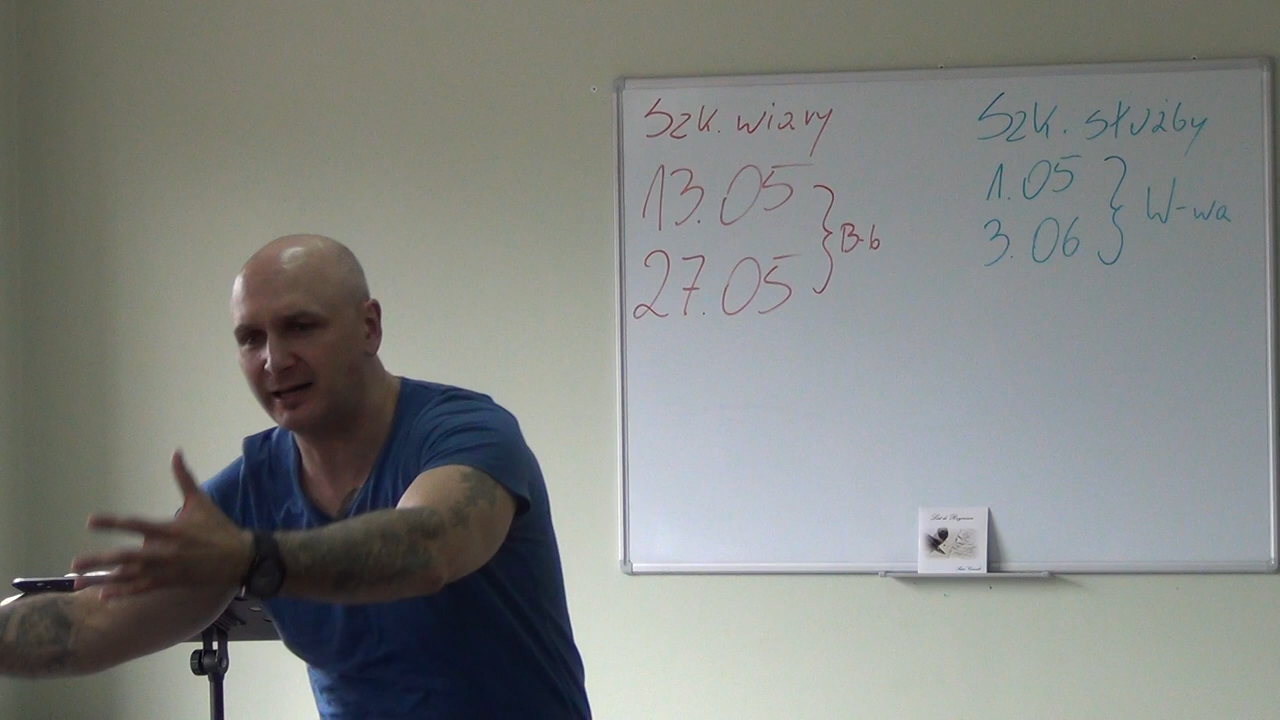 Szk. wiary
13.05
27.05
B-b
Szk. służby
1.05
3.06
W-wa